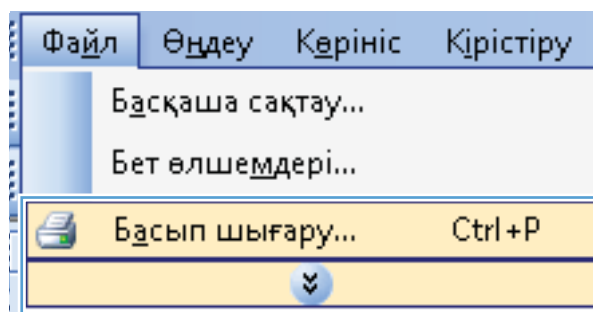 Файл Өңдеу Көрініс Кірістіру
Басқаша сақтау...
Бет өлшемдері...
Басып шығару... Ctrl+P